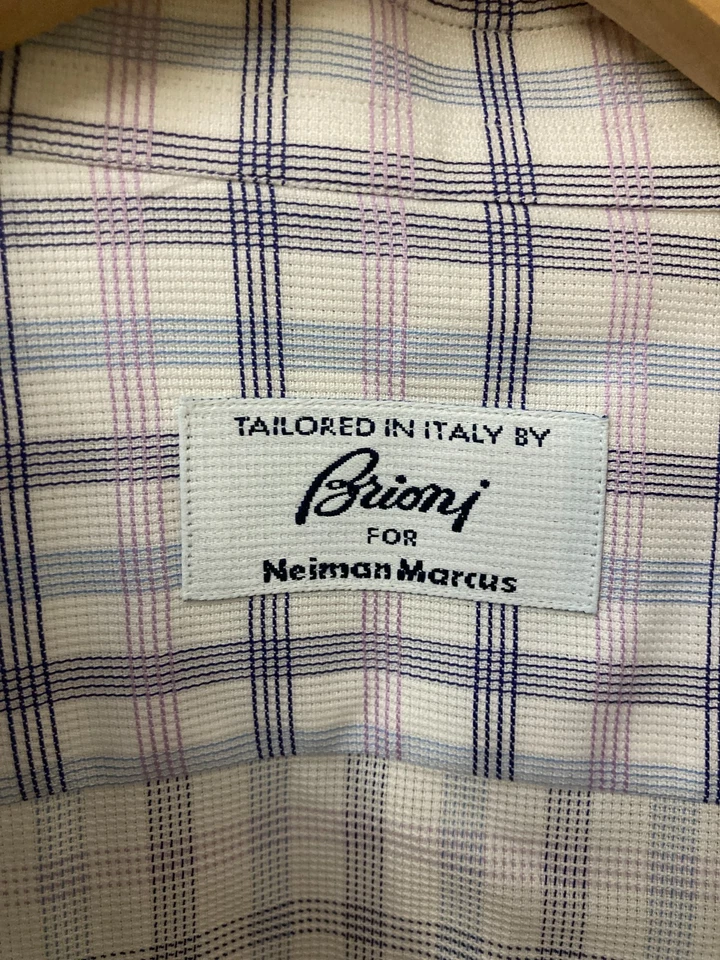 TAILORED IN ITALY BY
Brioni
FOR
Neiman Marcus